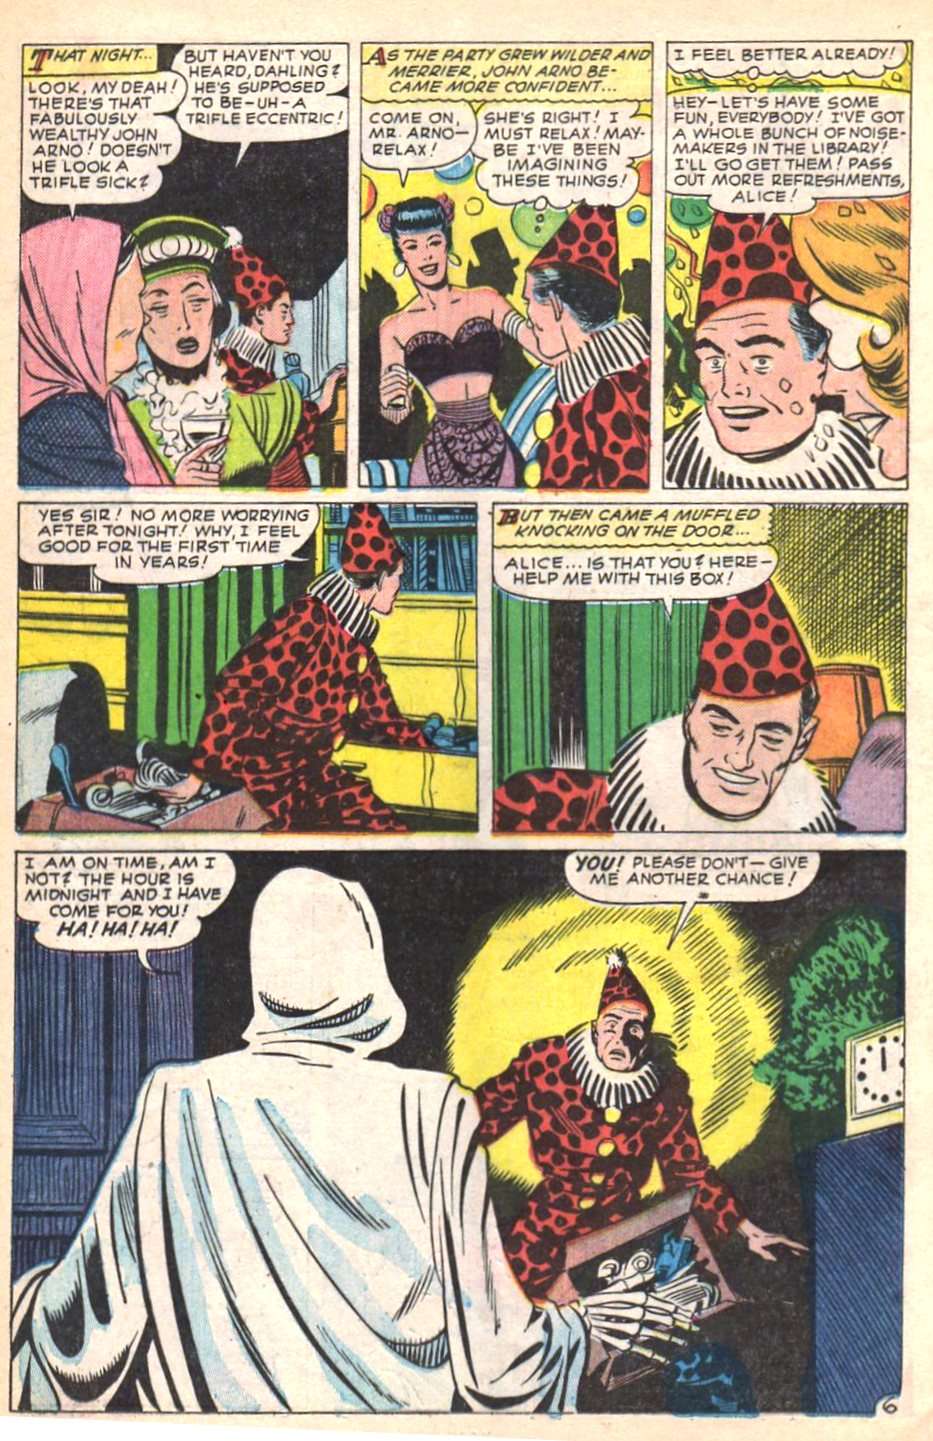 THAT NIGHT...
LOOK, MY DEAH!
THERE'S THAT
FABULOUSLY
WEALTHY JOHN
ARNO! DOESN'T
HE LOOK A
TRIFLE SICK?
BUT HAVEN'T YOU
HEARD, DAHLING?
HE'S SUPPOSED
TO BE-UH-A
TRIFLE ECCENTRIC!
AS THE PARTY GREW WILDER AND
MERRIER, JOHN ARNO BE-
CAME MORE CONFIDENT...
COME ON,
MR. ARNO—
RELAX!
SHE'S RIGHT! I
MUST RELAX! MAY-
BE I'VE BEEN
IMAGINING
THESE THINGS!
I FEEL BETTER ALREADY!
HEY-LET'S HAVE SOME
FUN, EVERYBODY! I'VE GOT
A WHOLE BUNCH OF NOISE-
MAKERS IN THE LIBRARY!
I'LL GO GET THEM! PASS
OUT MORE REFRESHMENTS,
ALICE!
YES SIR! NO MORE WORRYING
AFTER TONIGHT! WHY, I FEEL
GOOD FOR THE FIRST TIME
IN YEARS!
BUT THEN CAME A MUFFLED
KNOCKING ON THE DOOR...
ALICE... IS THAT YOU? HERE-
HELP ME WITH THIS BOX!
I AM ON TIME, AM I
NOT? THE HOUR IS
MIDNIGHT AND I HAVE
COME FOR YOU!
HA! HA! HA!
YOU! PLEASE DON'T— GIVE
ME ANOTHER CHANCE!
6